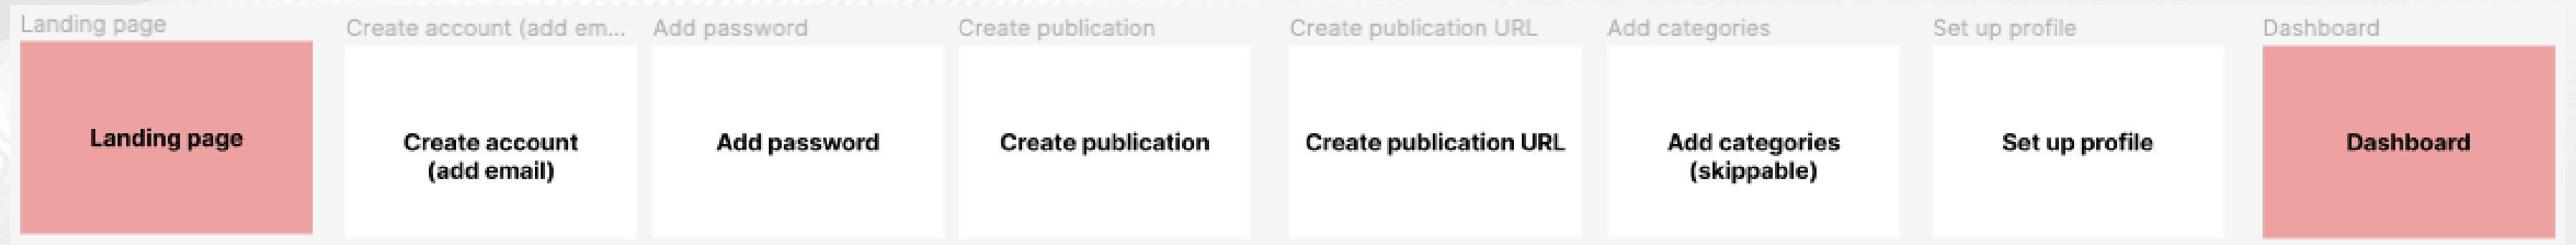 Landing page
Create account (add em...
Add password
Create publication
Create publication URL
Add categories
Set up profile
Dashboard
Landing page
Create account
(add email)
Add password
Create publication
Create publication URL
Add categories
(skippable)
Set up profile
Dashboard